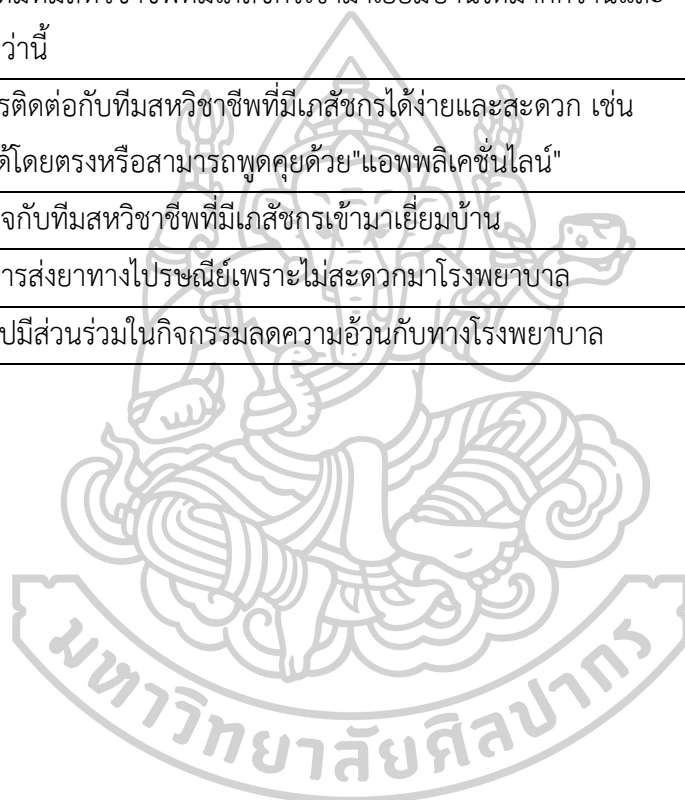 ว่านี้
รติดต่อกับทีมสหวิชาชีพที่มีเภสัชกรได้ง่ายและสะดวก เช่น
ด้โดยตรงหรือสามารถพูดคุยด้วย"แอพพลิเคชั่นไลน์"
จกับทีมสหวิชาชีพที่มีเภสัชกรเข้ามาเยี่ยมบ้าน
ารส่งยาทางไปรษณีย์เพราะไม่สะดวกมาโรงพยาบาล
ปมีส่วนร่วมในกิจกรรมลดความอ้วนกับทางโรงพยาบาล
มหาวิทยาลัยศิลปากร